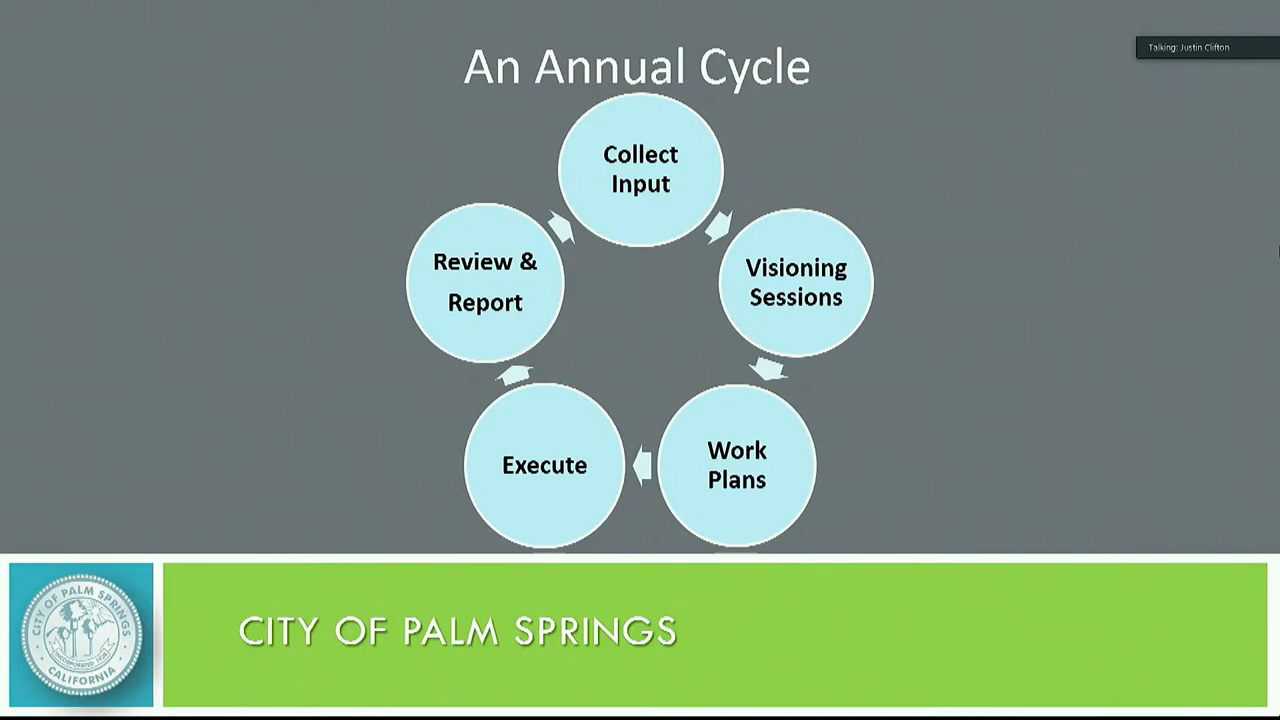 Talking: Justin Clifton
An Annual Cycle
Collect
Input
Visioning
Sessions
Work
Plans
Execute
Review &
Report
CITY OF PALM SPRINGS
CITY OF PALM SPRINGS
CALIFORNIA